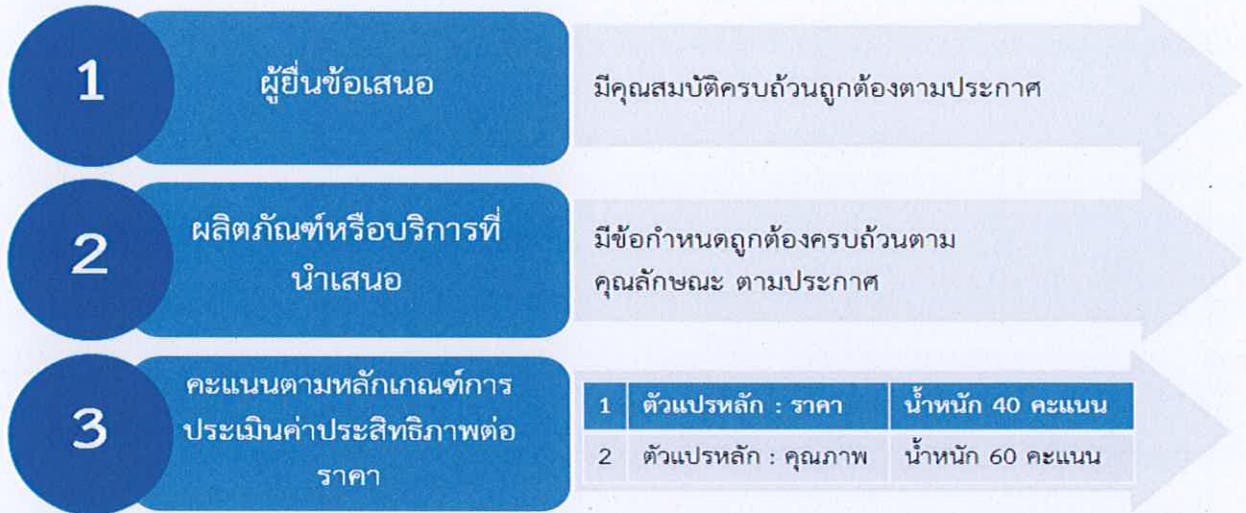 1
ผู้ยื่นข้อเสนอ
มีคุณสมบัติครบถ้วนถูกต้องตามประกาศ
2
ผลิตภัณฑ์หรือบริการที่
นำเสนอ
มีข้อกำหนดถูกต้องครบถ้วนตาม
คุณลักษณะ ตามประกาศ
3
คะแนนตามหลักเกณฑ์การ
ประเมินค่าประสิทธิภาพต่อ
ราคา
1 ตัวแปรหลัก : ราคา น้ำหนัก 40 คะแนน
2 ตัวแปรหลัก : คุณภาพ น้ำหนัก 60 คะแนน